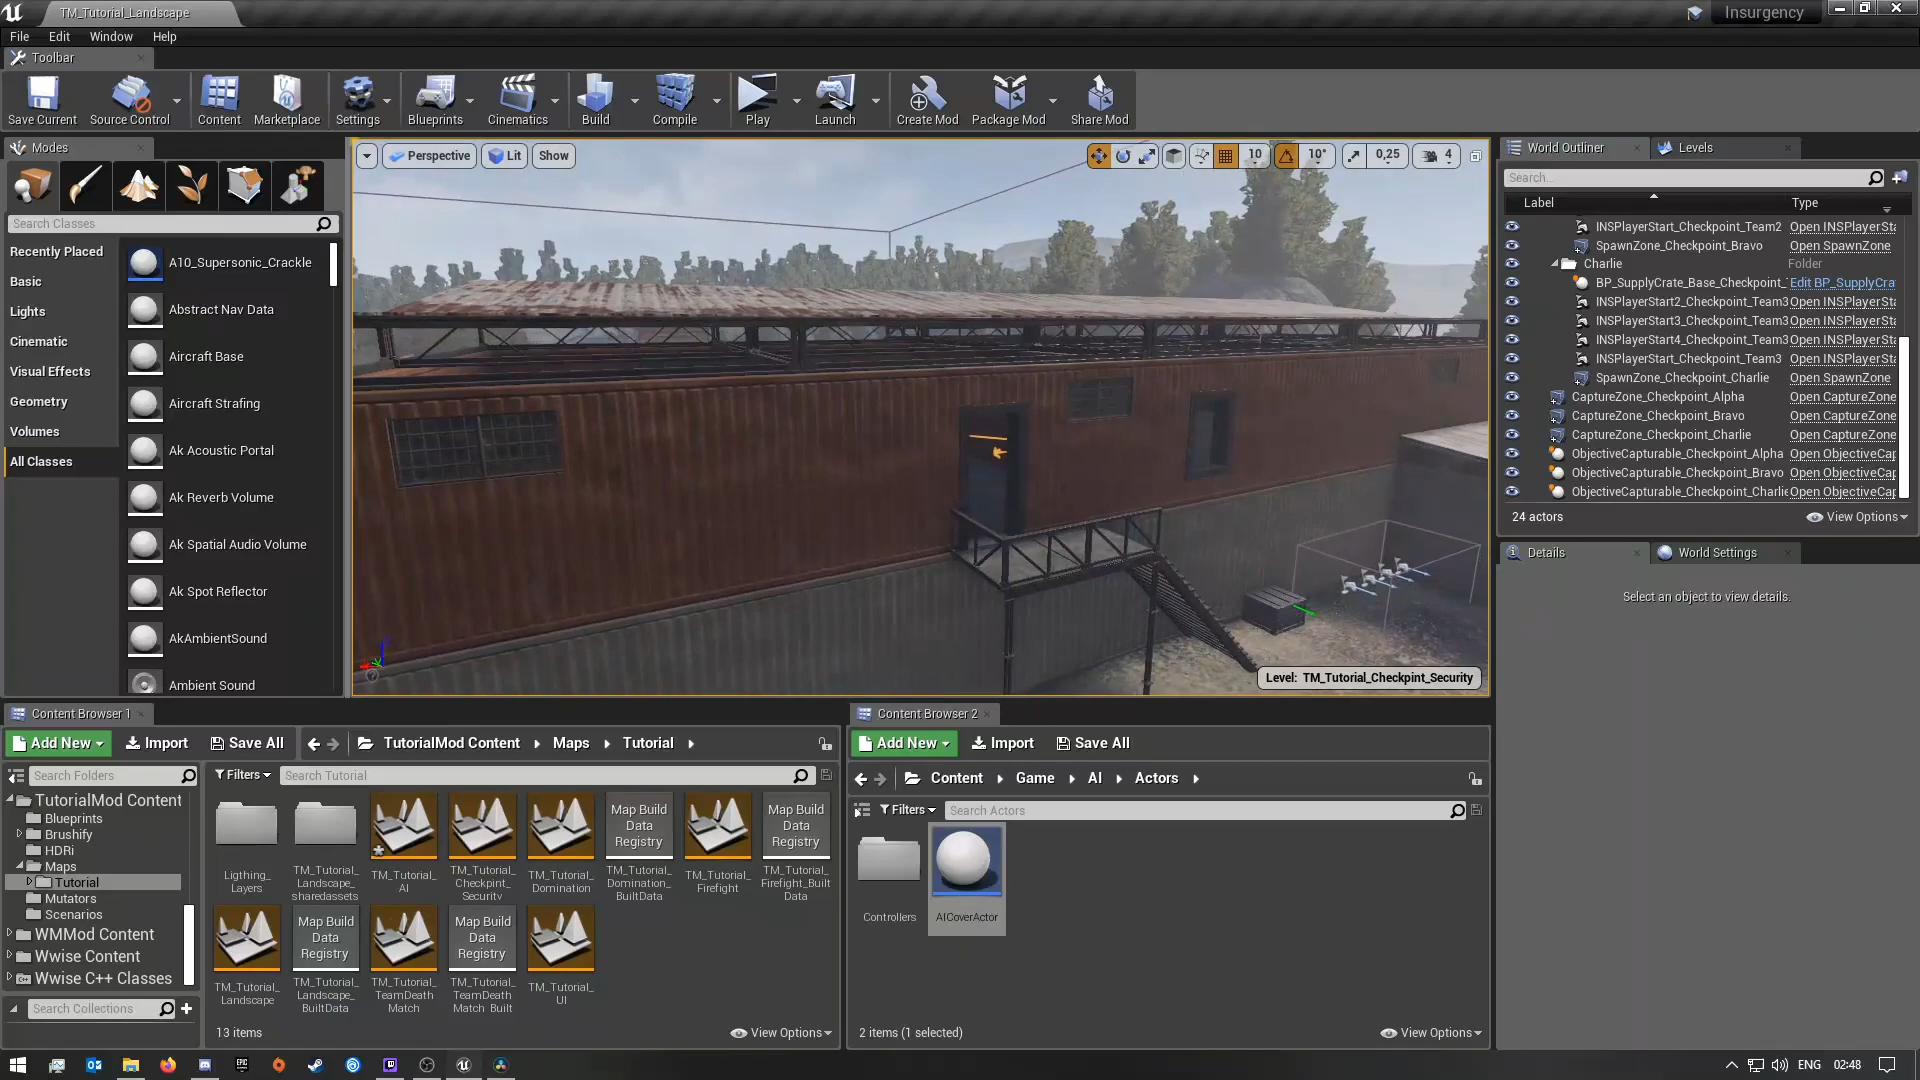 TM_Tutorial_Landscape
Insurgency
File Edit Window Help
Toolbar
Save Current
Source Control
Content
Marketplace
Settings
Blueprints
Cinematics
Build
Compile
Play
Launch
Create Mod
Package Mod
Share Mod
Modes
Search Classes
Recently Placed
Basic
Lights
Cinematic
Visual Effects
Geometry
Volumes
All Classes
A10_Supersonic_Crackle
Abstract Nav Data
Aircraft Base
Aircraft Strafing
Ak Acoustic Portal
Ak Reverb Volume
Ak Spatial Audio Volume
Ak Spot Reflector
AkAmbientSound
Ambient Sound
Perspective
Lit
Show
10
10°
0,25
4
Level: TM_Tutorial_Checkpint_Security
World Outliner
Levels
Search...
Label
Type
INSPlayerStart_Checkpoint_Team2 Open INSPlayerSta
SpawnZone_Checkpoint_Bravo Open SpawnZone
Charlie Folder
BP_SupplyCrate_Base_Checkpoint_ Edit BP_SupplyCra
INSPlayerStart2_Checkpoint_Team3 Open INSPlayerSta
INSPlayerStart3_Checkpoint_Team3 Open INSPlayerSta
INSPlayerStart4_Checkpoint_Team3 Open INSPlayerSta
INSPlayerStart_Checkpoint_Team3 Open INSPlayerSta
SpawnZone_Checkpoint_Charlie Open SpawnZone
CaptureZone_Checkpoint_Alpha Open CaptureZone
CaptureZone_Checkpoint_Bravo Open CaptureZone
CaptureZone_Checkpoint_Charlie Open CaptureZone
ObjectiveCapturable_Checkpoint_Alpha Open ObjectiveCap
ObjectiveCapturable_Checkpoint_Bravo Open ObjectiveCap
ObjectiveCapturable_Checkpoint_Charlie Open ObjectiveCap
24 actors
View Options
Details
World Settings
Select an object to view details.
Content Browser 1
Add New
Import
Save All
TutorialMod Content
Maps
Tutorial
Search Folders
Filters
Search Tutorial
TutorialMod Content
Blueprints
Brushify
HDRi
Maps
Tutorial
Mutators
Scenarios
WMMod Content
Wwise Content
Wwise C++ Classes
Search Collections
Ligthing_
Layers
TM_Tutorial_
Landscape_
sharedassets
TM_Tutorial_
AI
TM_Tutorial_
Checkpint_
Security
TM_Tutorial_
Domination
Map Build
Data
Registry
TM_Tutorial_
Domination_
BuiltData
TM_Tutorial_
Firefight
Map Build
Data
Registry
TM_Tutorial_
Firefight_Built
Data
TM_Tutorial_
Landscape
Map Build
Data
Registry
TM_Tutorial_
Landscape_
BuiltData
TM_Tutorial_
TeamDeath
Match
Map Build
Data
Registry
TM_Tutorial_
TeamDeath
Match_Built
TM_Tutorial_
UI
13 items
View Options
Content Browser 2
Add New
Import
Save All
Content
Game
AI
Actors
Filters
Search Actors
Controllers
AICoverActor
2 items (1 selected)
View Options
ENG
02:48